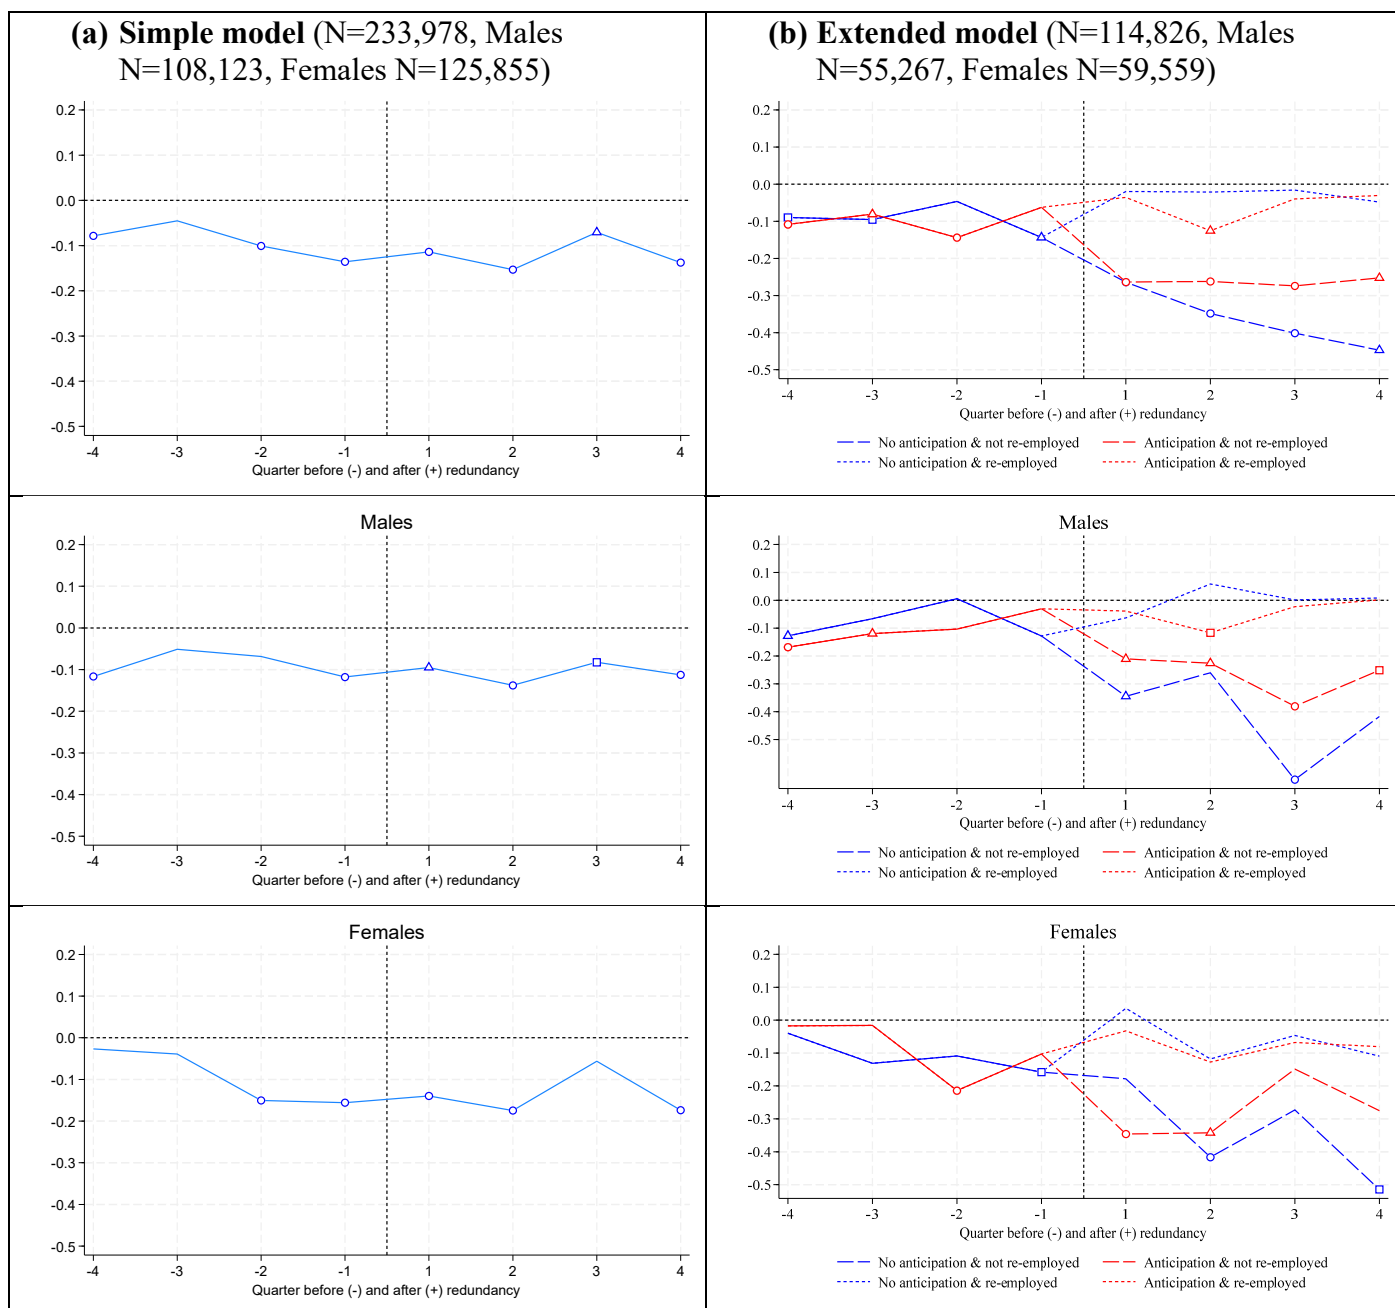 (a) Simple model (N=233,978, Males
N=108,123, Females N=125,855)
0.2
0.1
0.0
-0.1
-0.2
-0.3
-0.4
-0.5
-4 -3 -2 -1 1 2 3 4
Quarter before (-) and after (+) redundancy
(b) Extended model (N=114,826, Males
N=55,267, Females N=59,559)
0.2
0.1
0.0
-0.1
-0.2
-0.3
-0.4
-0.5
-4 -3 -2 -1 1 2 3 4
Quarter before (-) and after (+) redundancy
No anticipation & not re-employed Anticipation & not re-employed
No anticipation & re-employed Anticipation & re-employed
Males
0.2
0.1
0.0
-0.1
-0.2
-0.3
-0.4
-0.5
-4 -3 -2 -1 1 2 3 4
Quarter before (-) and after (+) redundancy
Males
0.2
0.1
0.0
-0.1
-0.2
-0.3
-0.4
-0.5
-4 -3 -2 -1 1 2 3 4
Quarter before (-) and after (+) redundancy
No anticipation & not re-employed Anticipation & not re-employed
No anticipation & re-employed Anticipation & re-employed
Females
0.2
0.1
0.0
-0.1
-0.2
-0.3
-0.4
-0.5
-4 -3 -2 -1 1 2 3 4
Quarter before (-) and after (+) redundancy
Females
0.2
0.1
0.0
-0.1
-0.2
-0.3
-0.4
-0.5
-4 -3 -2 -1 1 2 3 4
Quarter before (-) and after (+) redundancy
No anticipation & not re-employed Anticipation & not re-employed
No anticipation & re-employed Anticipation & re-employed